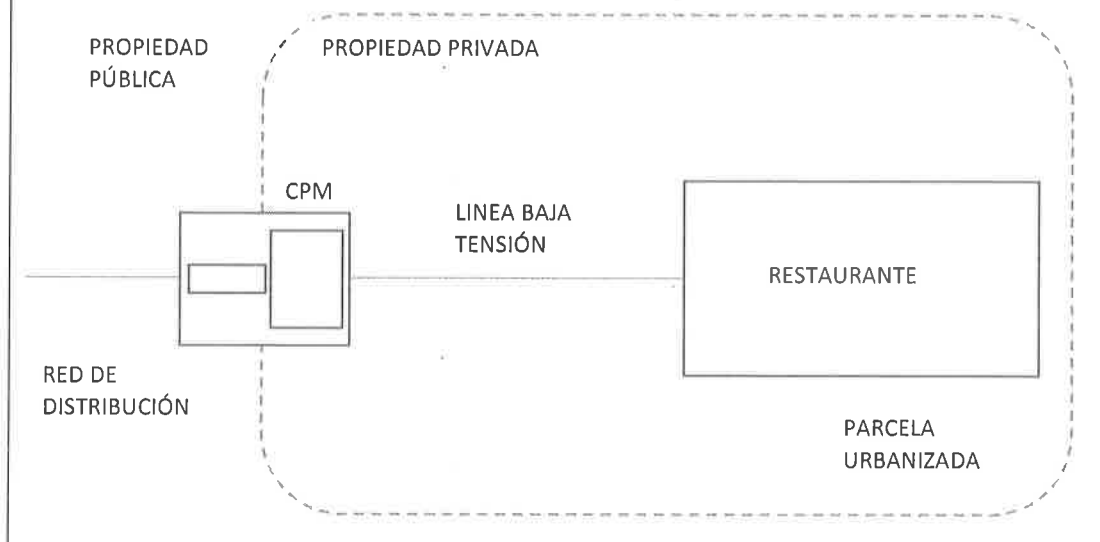 PROPIEDAD
PÚBLICA
PROPIEDAD PRIVADA
CPM
LINEA BAJA
TENSIÓN
RESTAURANTE
RED DE
DISTRIBUCIÓN
PARCELA
URBANIZADA